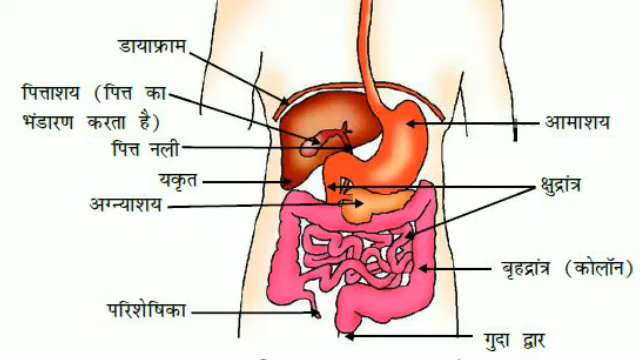 डायाफ्राम
पित्ताशय (पित्त का
भंडारण करता है)
पित्त नली
यकृत
अग्न्याशय
परिशेषिका
आमाशय
क्षुद्रांत्र
बृहद्रांत्र (कोलॉन)
गुदा द्वार